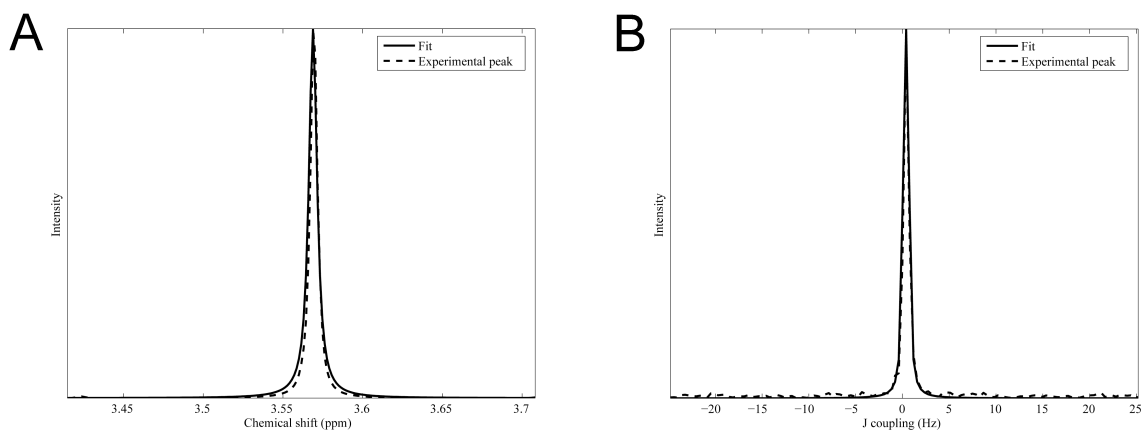 A
Fit
Experimental peak
Intensity
3.45 3.5 3.55 3.6 3.65 3.7
Chemical shift (ppm)
B
Fit
Experimental peak
Intensity
−20 −15 −10 −5 0 5 10 15 20 25
J coupling (Hz)